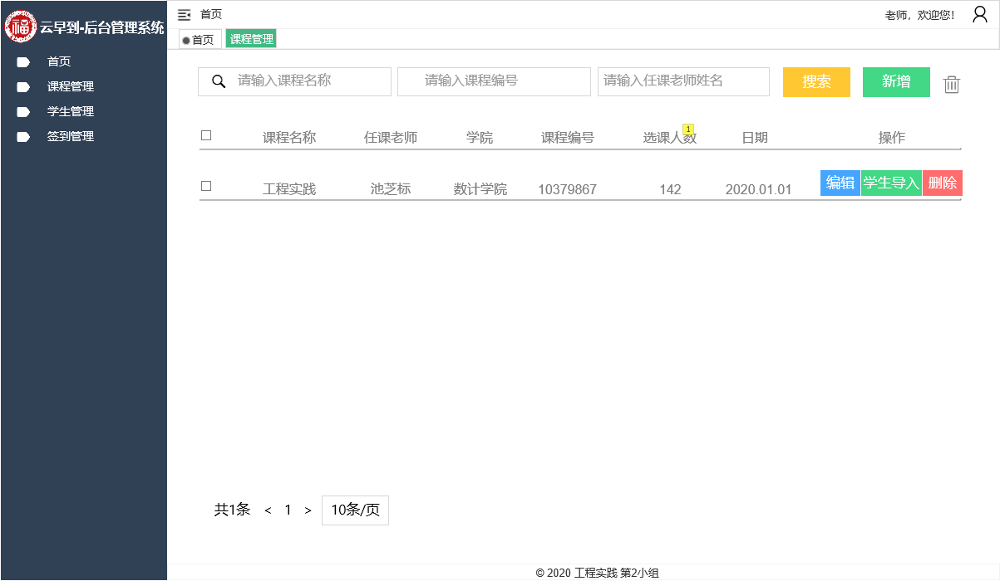 福 云早到-后台管理系统
首页
课程管理
学生管理
签到管理
首页 老师，欢迎您!
首页 课程管理
请输入课程名称 请输入课程编号 请输入任课老师姓名 搜索 新增
课程名称 任课老师 学院 课程编号 选课人数 1 日期 操作
工程实践 池芝标 数计学院 10379867 142 2020.01.01 编辑 学生导入 删除
共1条 < 1 > 10条/页
© 2020 工程实践 第2小组